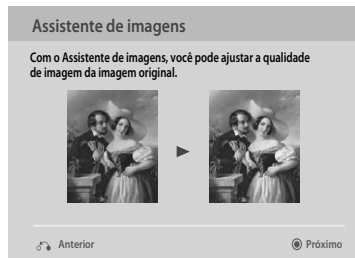 Assistente de imagens
Com o Assistente de imagens, você pode ajustar a qualidade
de imagem da imagem original.
Anterior
Próximo